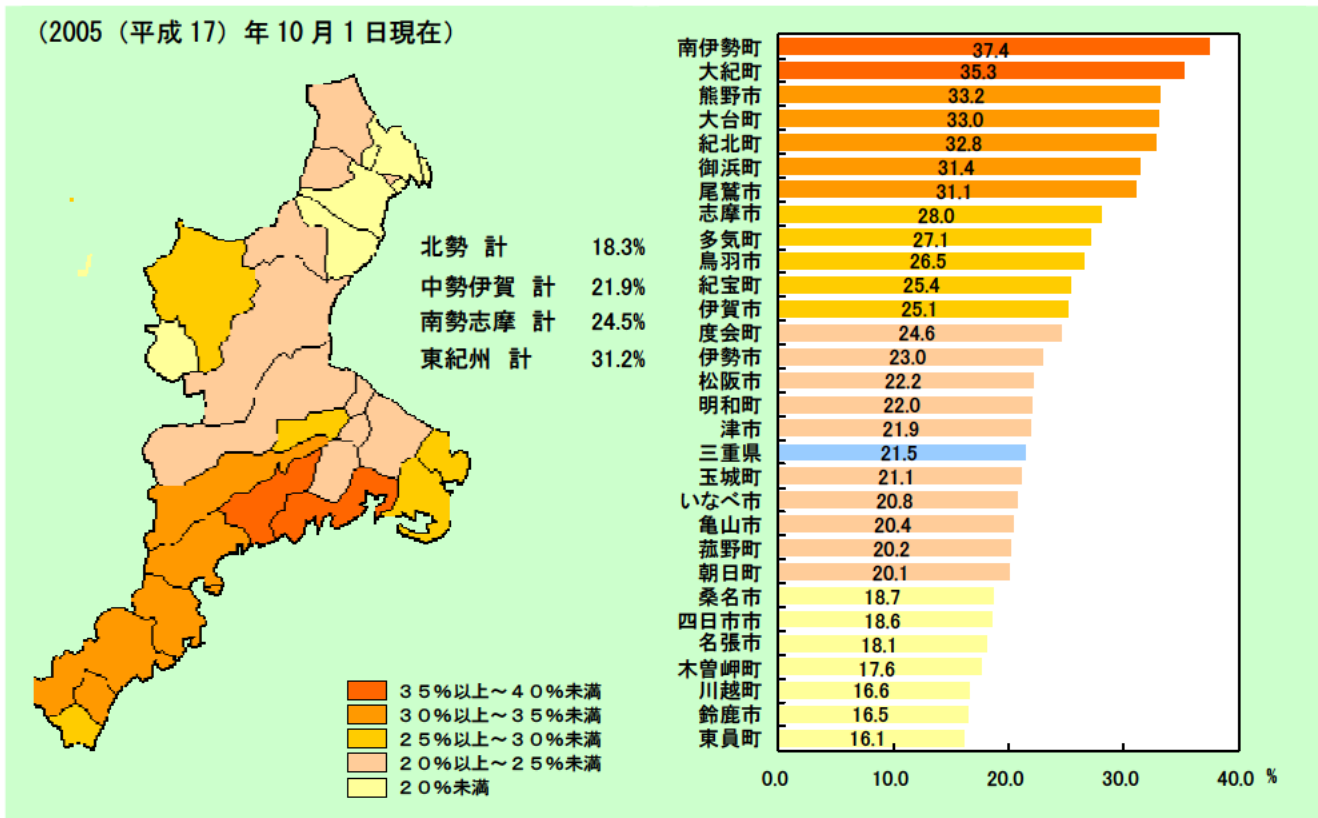 （2005（平成 17）年 10 月 1 日現在）
北勢 計 18.3%
中勢伊賀 計 21.9%
南勢志摩 計 24.5%
東紀州 計 31.2%
３５％以上～４０％未満
３０％以上～３５％未満
２５％以上～３０％未満
２０％以上～２５％未満
２０％未満
南伊勢町 37.4
大紀町 35.3
熊野市 33.2
大台町 33.0
紀北町 32.8
御浜町 31.4
尾鷲市 31.1
志摩市 28.0
多気町 27.1
鳥羽市 26.5
紀宝町 25.4
伊賀市 25.1
度会町 24.6
伊勢市 23.0
松阪市 22.2
明和町 22.0
津市 21.9
三重県 21.5
玉城町 21.1
いなべ市 20.8
亀山市 20.4
菰野町 20.2
朝日町 20.1
桑名市 18.7
四日市市 18.6
名張市 18.1
木曽岬町 17.6
川越町 16.6
鈴鹿市 16.5
東員町 16.1
0.0 10.0 20.0 30.0 40.0 %